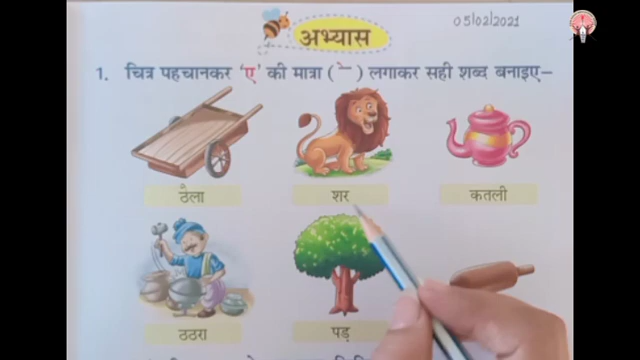 05/02/2021
अभ्यास
1. चित्र पहचानकर 'ए' की मात्रा ( े ) लगाकर सही शब्द बनाइए–
ठेला शर कतली
ठठरा पड़